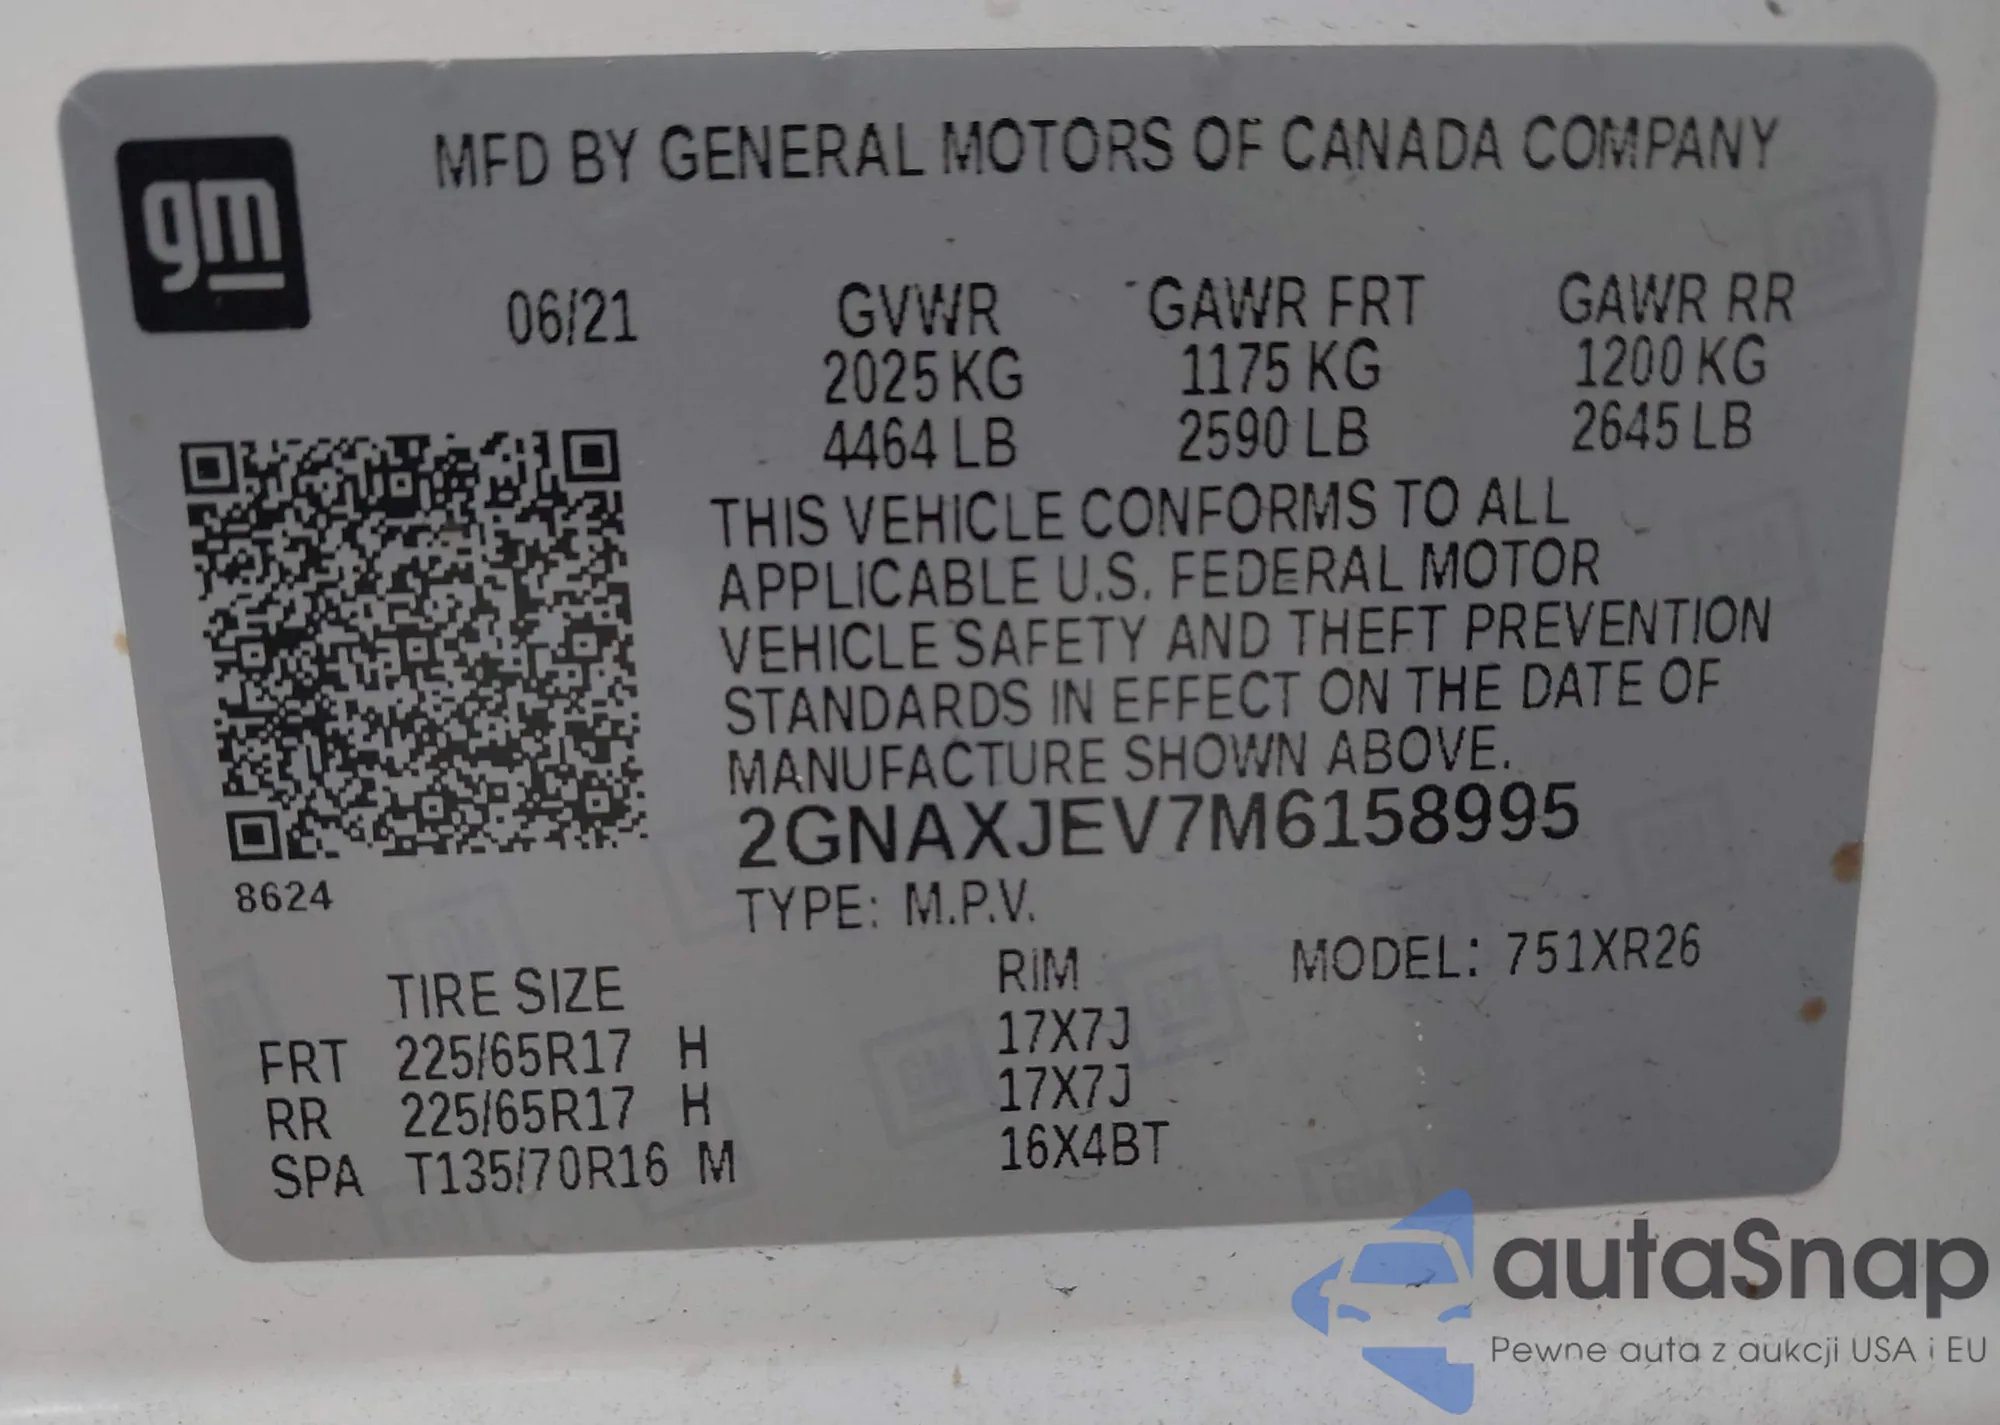 gm
MFD BY GENERAL MOTORS OF CANADA COMPANY
06/21 GVWR GAWR FRT GAWR RR
2025 KG 1175 KG 1200 KG
4464 LB 2590 LB 2645 LB
THIS VEHICLE CONFORMS TO ALL
APPLICABLE U.S. FEDERAL MOTOR
VEHICLE SAFETY AND THEFT PREVENTION
STANDARDS IN EFFECT ON THE DATE OF
MANUFACTURE SHOWN ABOVE.
2GNAXJEV7M6158995
8624
TYPE: M.P.V.
MODEL: 751XR26
TIRE SIZE RIM
FRT 225/65R17 H 17X7J
RR 225/65R17 H 17X7J
SPA T135/70R16 M 16X4BT
autaSnap
Pewne auta z aukcji USA i EU